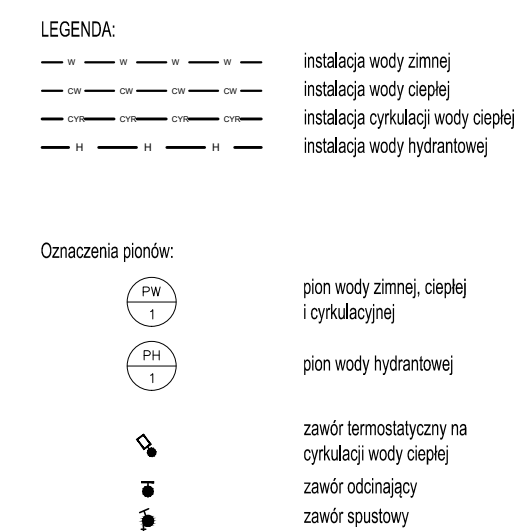 LEGENDA:
W W W W instalacja wody zimnej
CW CW CW CW instalacja wody ciepłej
CYR CYR CYR CYR instalacja cyrkulacji wody ciepłej
H H H instalacja wody hydrantowej
Oznaczenia pionów:
PW
1
pion wody zimnej, ciepłej
i cyrkulacyjnej
PH
1
pion wody hydrantowej
zawór termostatyczny na
cyrkulacji wody ciepłej
zawór odcinający
zawór spustowy